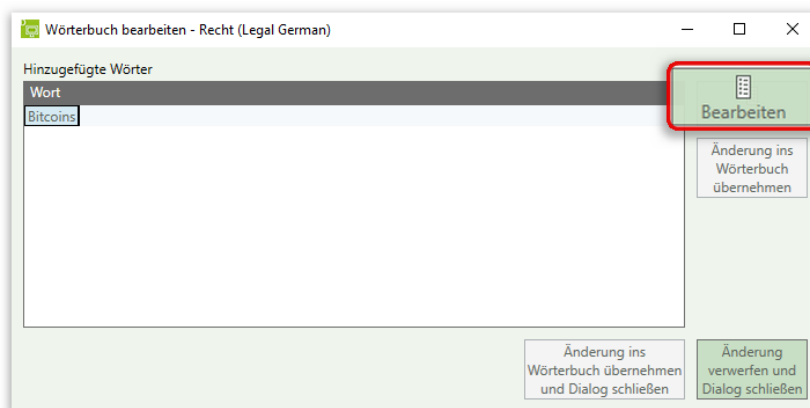 Wörterbuch bearbeiten - Recht (Legal German)
Hinzugefügte Wörter
Wort
Bitcoins
Bearbeiten
Änderung ins
Wörterbuch
übernehmen
Änderung ins
Wörterbuch übernehmen
und Dialog schließen
Änderung
verwerfen und
Dialog schließen